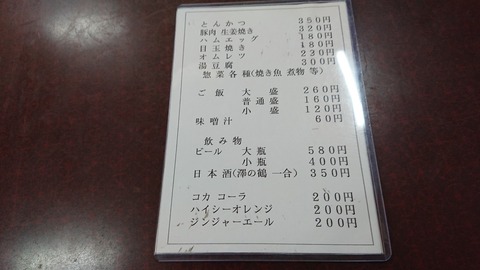 とんかつ 350円
豚肉 生姜焼き 320円
ハムエッグ 180円
目玉焼き 180円
オムレツ 230円
湯豆腐 300円
惣菜各種(焼き魚 煮物 等)
ご飯 大盛 260円
普通盛 160円
小盛 120円
味噌汁 60円
飲み物
ビール 大瓶 580円
小瓶 400円
日本酒(澤の鶴 一合) 350円
コカ コーラ 200円
ハイシーオレンジ 200円
ジンジャーエール 200円